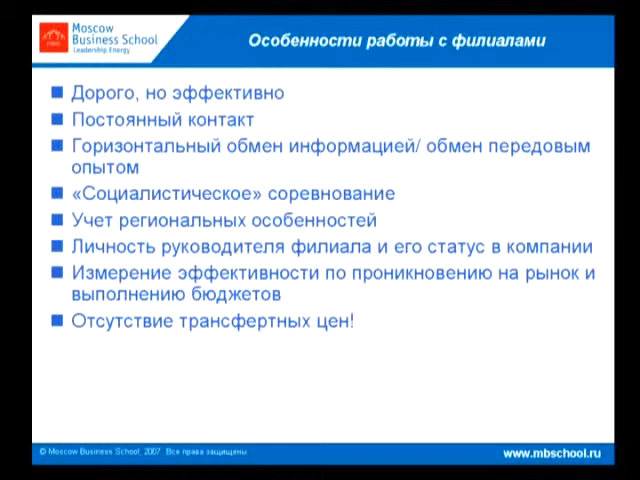 Moscow
Business School
Leadership Energy
Особенности работы с филиалами
Дорого, но эффективно
Постоянный контакт
Горизонтальный обмен информацией/ обмен передовым
опытом
«Социалистическое» соревнование
Учет региональных особенностей
Личность руководителя филиала и его статус в компании
Измерение эффективности по проникновению на рынок и
выполнению бюджетов
Отсутствие трансфертных цен!
© Moscow Business School, 2007 Все права защищены
www.mbschool.ru